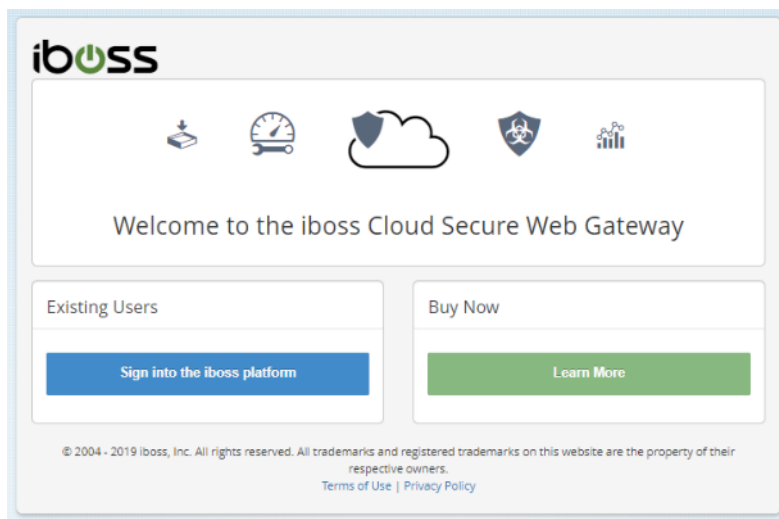 iboss
Welcome to the iboss Cloud Secure Web Gateway
Existing Users
Sign into the iboss platform
Buy Now
Learn More
© 2004 - 2019 iboss, Inc. All rights reserved. All trademarks and registered trademarks on this website are the property of their
respective owners.
Terms of Use | Privacy Policy